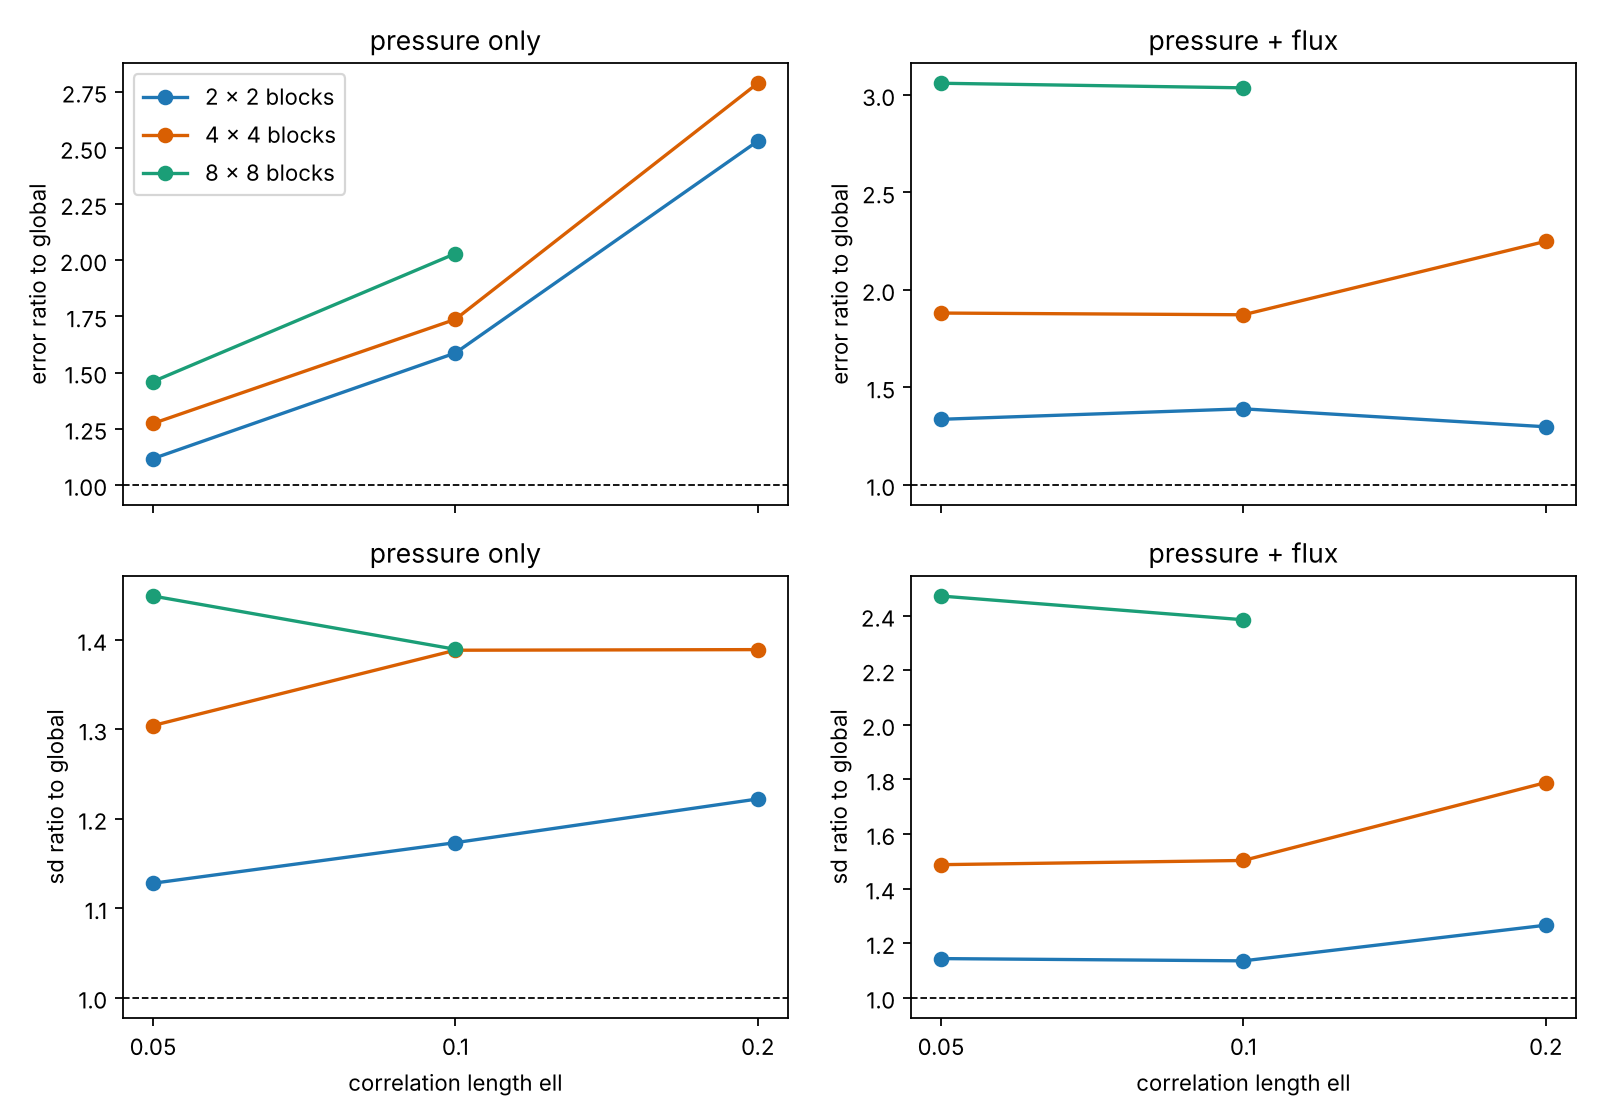 pressure only
2.75
2.50
2.25
2.00
1.75
1.50
1.25
1.00
error ratio to global
2 × 2 blocks
4 × 4 blocks
8 × 8 blocks
pressure + flux
3.0
2.5
2.0
1.5
1.0
error ratio to global
pressure only
1.4
1.3
1.2
1.1
1.0
sd ratio to global
0.05 0.1 0.2
correlation length ell
pressure + flux
2.4
2.2
2.0
1.8
1.6
1.4
1.2
1.0
sd ratio to global
0.05 0.1 0.2
correlation length ell